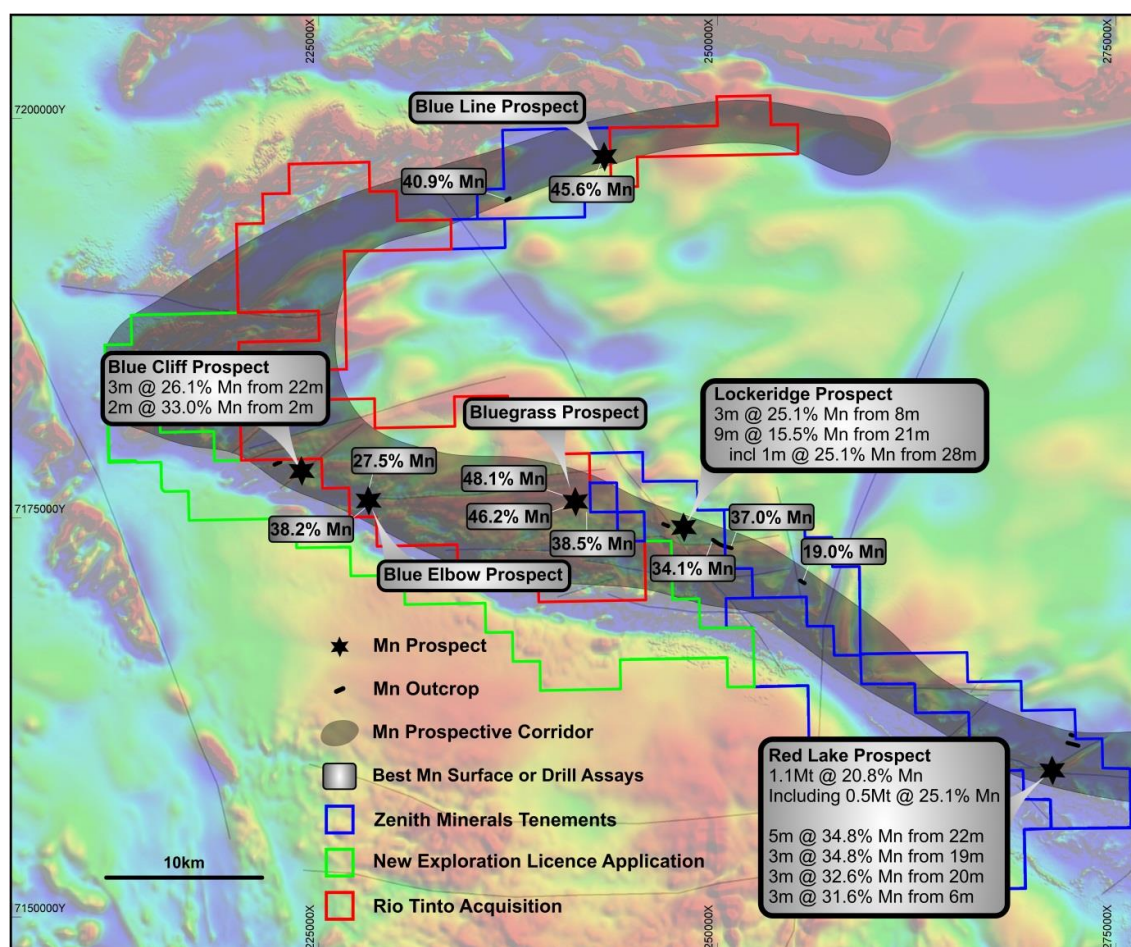 225000X
250000X
275000X
7200000Y
Blue Line Prospect
40.9% Mn
45.6% Mn
Blue Cliff Prospect
3m @ 26.1% Mn from 22m
2m @ 33.0% Mn from 2m
Bluegrass Prospect
Lockeridge Prospect
3m @ 25.1% Mn from 8m
9m @ 15.5% Mn from 21m
incl 1m @ 25.1% Mn from 28m
27.5% Mn
48.1% Mn
46.2% Mn
7175000Y
38.2% Mn
38.5% Mn
37.0% Mn
34.1% Mn
19.0% Mn
Blue Elbow Prospect
Mn Prospect
Mn Outcrop
Mn Prospective Corridor
Best Mn Surface or Drill Assays
Zenith Minerals Tenements
New Exploration Licence Application
Rio Tinto Acquisition
10km
Red Lake Prospect
1.1Mt @ 20.8% Mn
Including 0.5Mt @ 25.1% Mn
5m @ 34.8% Mn from 22m
3m @ 34.8% Mn from 19m
3m @ 32.6% Mn from 20m
3m @ 31.6% Mn from 6m
7150000Y
225000X
250000X
275000X